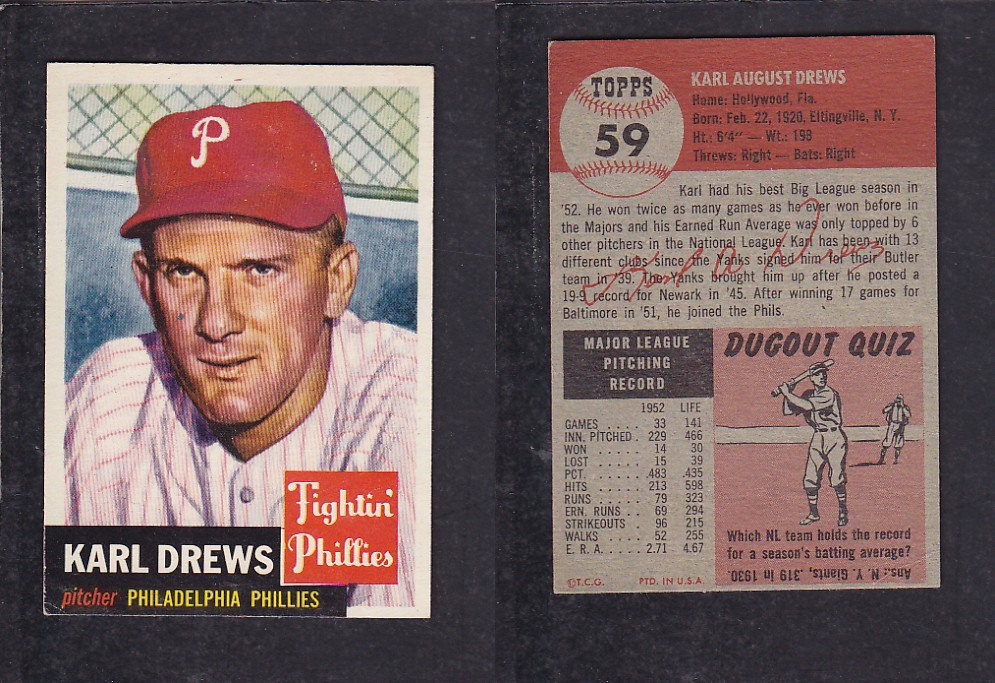 P
Fightin'
Phillies
KARL DREWS
pitcher PHILADELPHIA PHILLIES
TOPPS
59
KARL AUGUST DREWS
Home: Hollywood, Fla.
Born: Feb. 22, 1920, Eltingville, N. Y.
Ht.: 6'4" — Wt.: 198
Throws: Right — Bats: Right
Karl had his best Big League season in
'52. He won twice as many games as he ever won before in
the Majors and his Earned Run Average was only topped by 6
other pitchers in the National League. Karl has been with 13
different clubs since the Yanks signed him for their Butler
team in '39. The Yanks brought him up after he posted a
19-9 record for Newark in '45. After winning 17 games for
Baltimore in '51, he joined the Phils.
MAJOR LEAGUE
PITCHING
RECORD
1952 LIFE
GAMES . . . . . 33 141
INN. PITCHED . 229 466
WON . . . . . 14 30
LOST . . . . . 15 39
PCT. . . . . . .483 .435
HITS . . . . . 213 598
RUNS . . . . . 79 323
ERN. RUNS . . 69 294
STRIKEOUTS . . 96 215
WALKS . . . . 52 255
E. R. A. . . . . 2.71 4.67
©T.C.G. PTD. IN U.S.A.
DUGOUT QUIZ
Which NL team holds the record
for a season's batting average?
Ans.: N. Y. Giants, .319 in 1930.